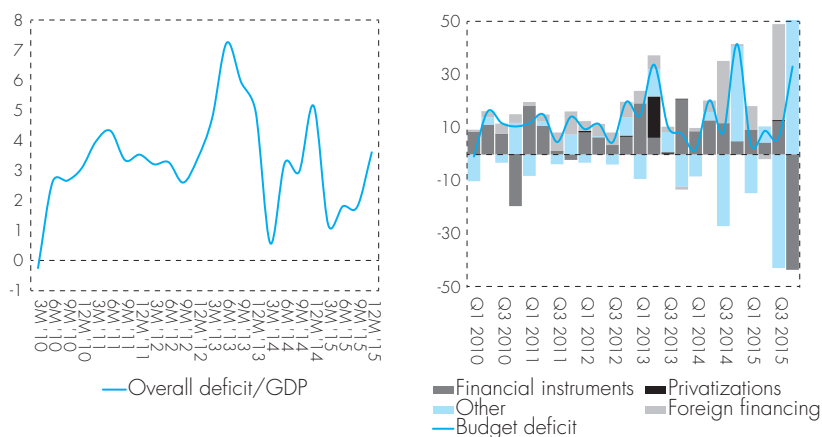 8
7
6
5
4
3
2
1
0
-1
3M'10
6M'10
9M'10
12M'10
3M'11
6M'11
9M'11
12M'11
3M'12
6M'12
9M'12
12M'12
3M'13
6M'13
9M'13
12M'13
3M'14
6M'14
9M'14
12M'14
3M'15
6M'15
9M'15
12M'15
Overall deficit/GDP
50
30
10
-10
-30
-50
Q1 2010
Q3 2010
Q1 2011
Q3 2011
Q1 2012
Q3 2012
Q1 2013
Q3 2013
Q1 2014
Q3 2014
Q1 2015
Q3 2015
Financial instruments
Privatizations
Other
Foreign financing
Budget deficit